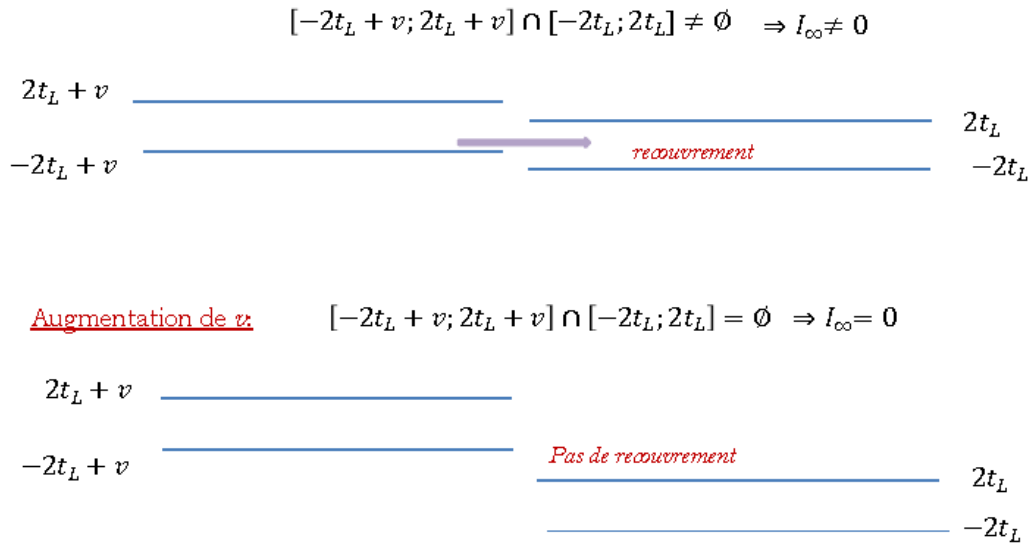 [−2t_L + v; 2t_L + v] ∩ [−2t_L; 2t_L] ≠ ∅ ⇒ I_∞ ≠ 0
2t_L + v
2t_L
−2t_L + v
recouvrement
−2t_L
Augmentation de v: [−2t_L + v; 2t_L + v] ∩ [−2t_L; 2t_L] = ∅ ⇒ I_∞ = 0
2t_L + v
−2t_L + v
Pas de recouvrement
2t_L
−2t_L